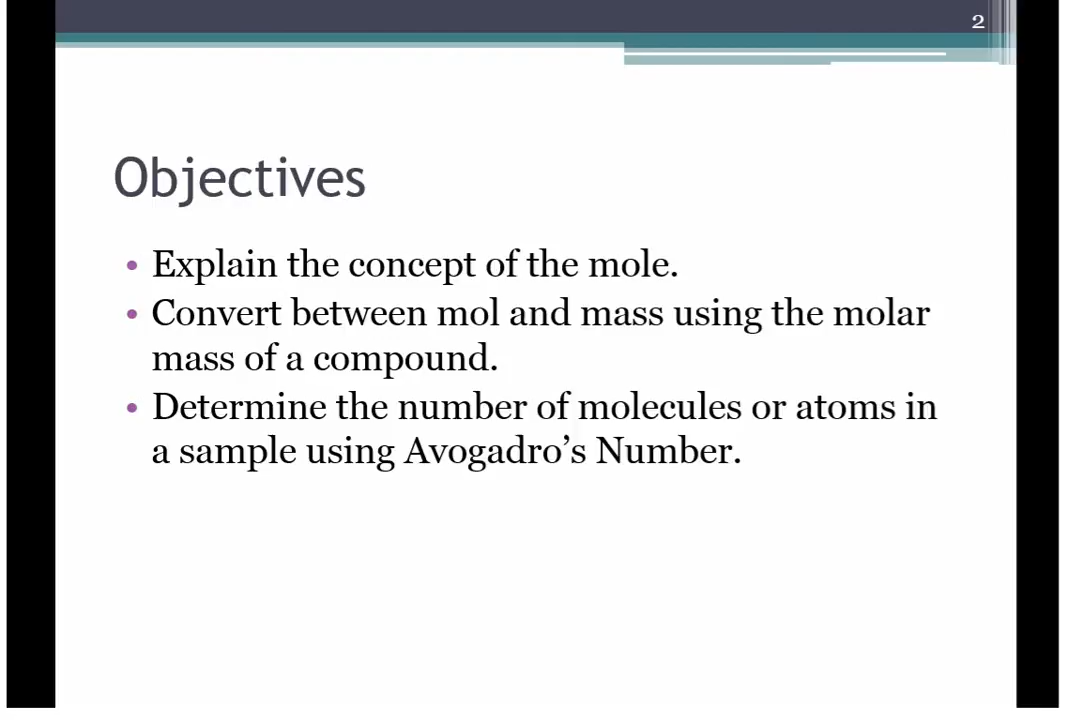 2
Objectives
• Explain the concept of the mole.
• Convert between mol and mass using the molar
mass of a compound.
• Determine the number of molecules or atoms in
a sample using Avogadro’s Number.